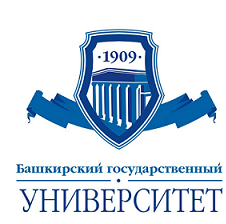 ·1909·
Башкирский государственный
УНИВЕРСИТЕТ